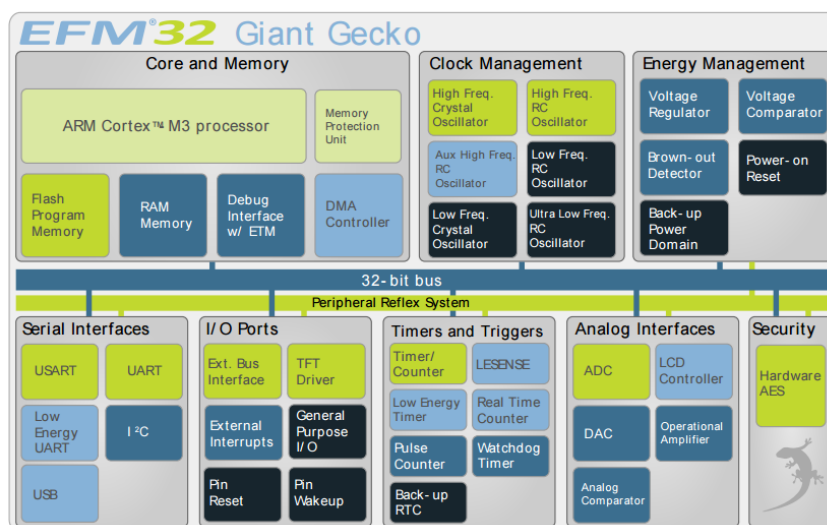 EFM®32 Giant Gecko
Core and Memory
ARM Cortex™ M3 processor
Memory
Protection
Unit
Flash
Program
Memory
RAM
Memory
Debug
Interface
w/ ETM
DMA
Controller
Clock Management
High Freq.
Crystal
Oscillator
High Freq.
RC
Oscillator
Aux High Freq.
RC
Oscillator
Low Freq.
RC
Oscillator
Low Freq.
Crystal
Oscillator
Ultra Low Freq.
RC
Oscillator
Energy Management
Voltage
Regulator
Voltage
Comparator
Brown-out
Detector
Power-on
Reset
Back-up
Power
Domain
32-bit bus
Peripheral Reflex System
Serial Interfaces
USART
UART
Low
Energy
UART
I²C
USB
I/O Ports
Ext. Bus
Interface
TFT
Driver
External
Interrupts
General
Purpose
I/O
Pin
Reset
Pin
Wakeup
Timers and Triggers
Timer/
Counter
LESENSE
Low Energy
Timer
Real Time
Counter
Pulse
Counter
Watchdog
Timer
Back-up
RTC
Analog Interfaces
ADC
LCD
Controller
DAC
Operational
Amplifier
Analog
Comparator
Security
Hardware
AES